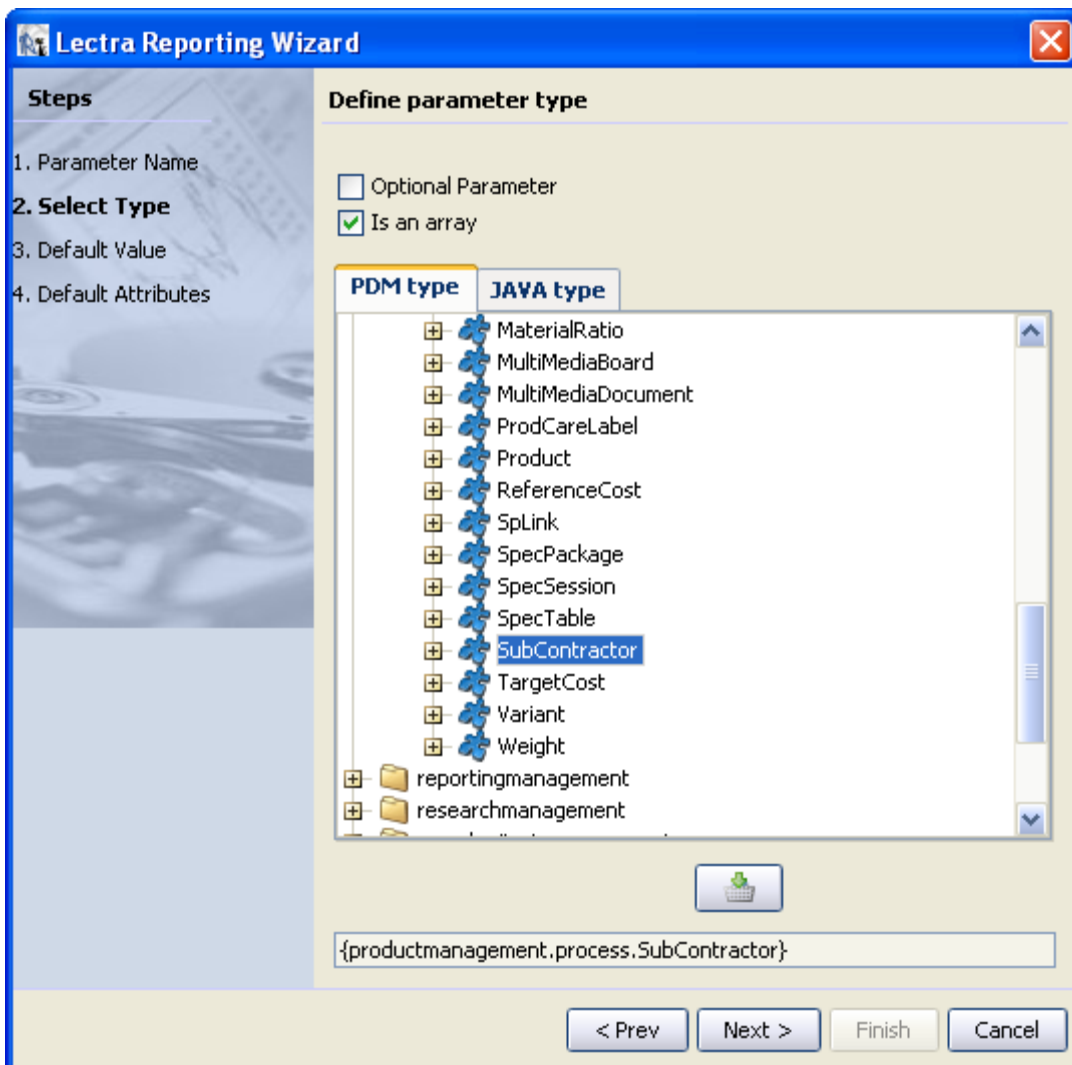 Lectra Reporting Wizard
Steps
1. Parameter Name
2. Select Type
3. Default Value
4. Default Attributes
Define parameter type
Optional Parameter
Is an array
PDM type
JAVA type
MaterialRatio
MultiMediaBoard
MultiMediaDocument
ProdCareLabel
Product
ReferenceCost
SpLink
SpecPackage
SpecSession
SpecTable
SubContractor
TargetCost
Variant
Weight
reportingmanagement
researchmanagement
{productmanagement.process.SubContractor}
< Prev
Next >
Finish
Cancel